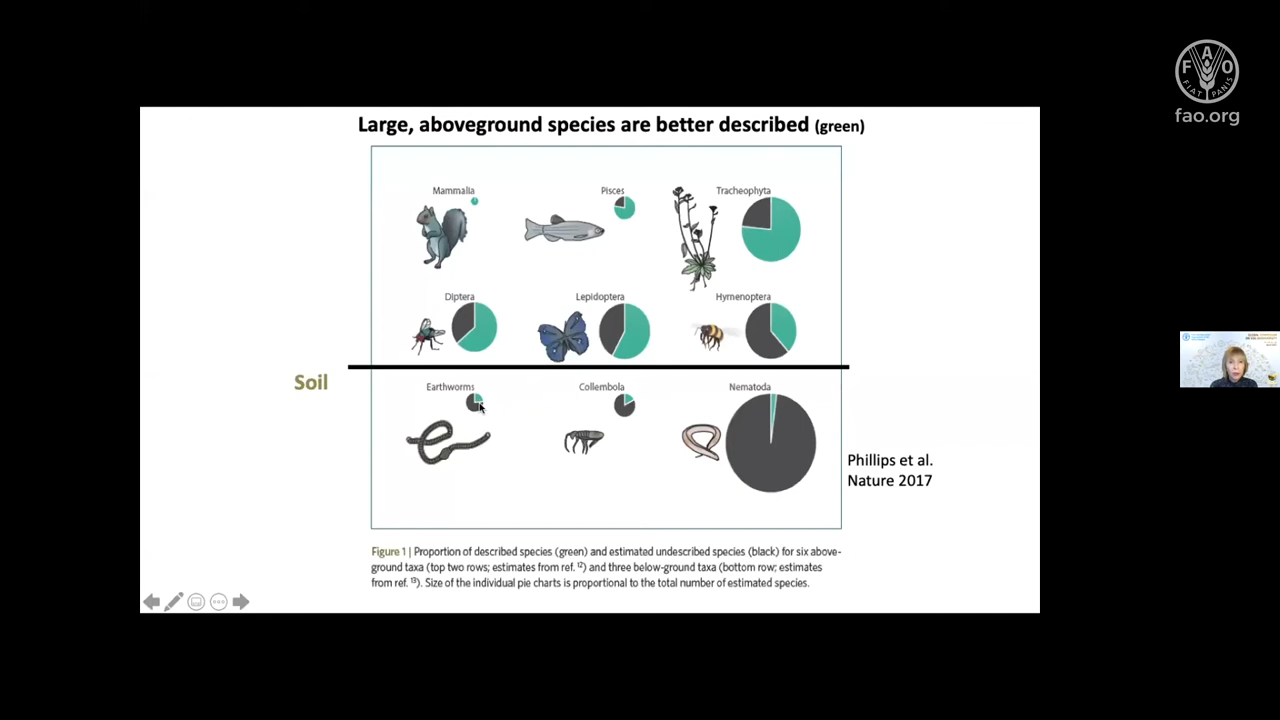 F A O
FIAT PANIS
fao.org
Large, aboveground species are better described (green)
Mammalia
Pisces
Tracheophyta
Diptera
Lepidoptera
Hymenoptera
Soil
Earthworms
Collembola
Nematoda
Phillips et al.
Nature 2017
Figure 1 | Proportion of described species (green) and estimated undescribed species (black) for six above-
ground taxa (top two rows; estimates from ref. 12) and three below-ground taxa (bottom row; estimates
from ref. 13). Size of the individual pie charts is proportional to the total number of estimated species.